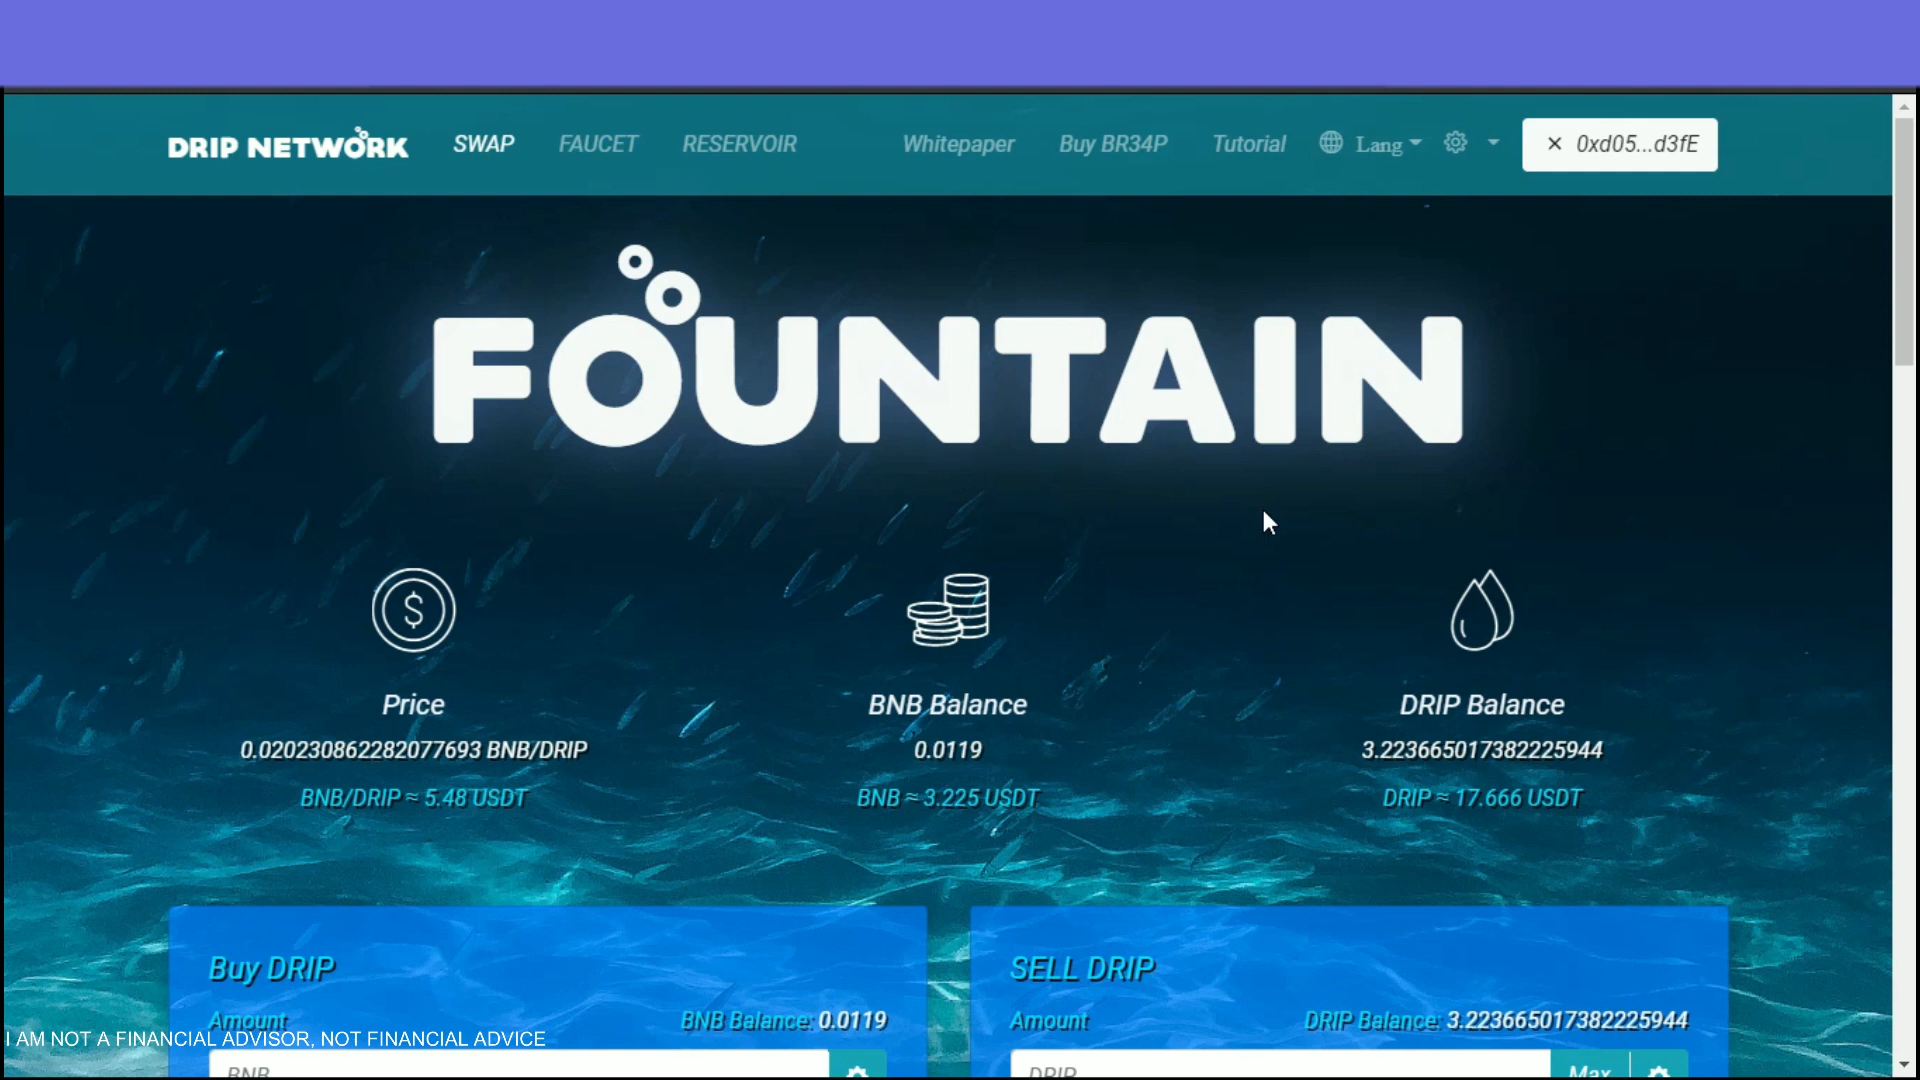 DRIP NETWORK SWAP FAUCET RESERVOIR Whitepaper Buy BR34P Tutorial Lang × 0xd05...d3fE
FOUNTAIN
Price BNB Balance DRIP Balance
0.020230862282077693 BNB/DRIP 0.0119 3.223665017382225944
BNB/DRIP ≈ 5.48 USDT BNB ≈ 3.225 USDT DRIP ≈ 17.666 USDT
Buy DRIP SELL DRIP
Amount BNB Balance: 0.0119 Amount DRIP Balance: 3.223665017382225944
I AM NOT A FINANCIAL ADVISOR, NOT FINANCIAL ADVICE
BNB DRIP Max